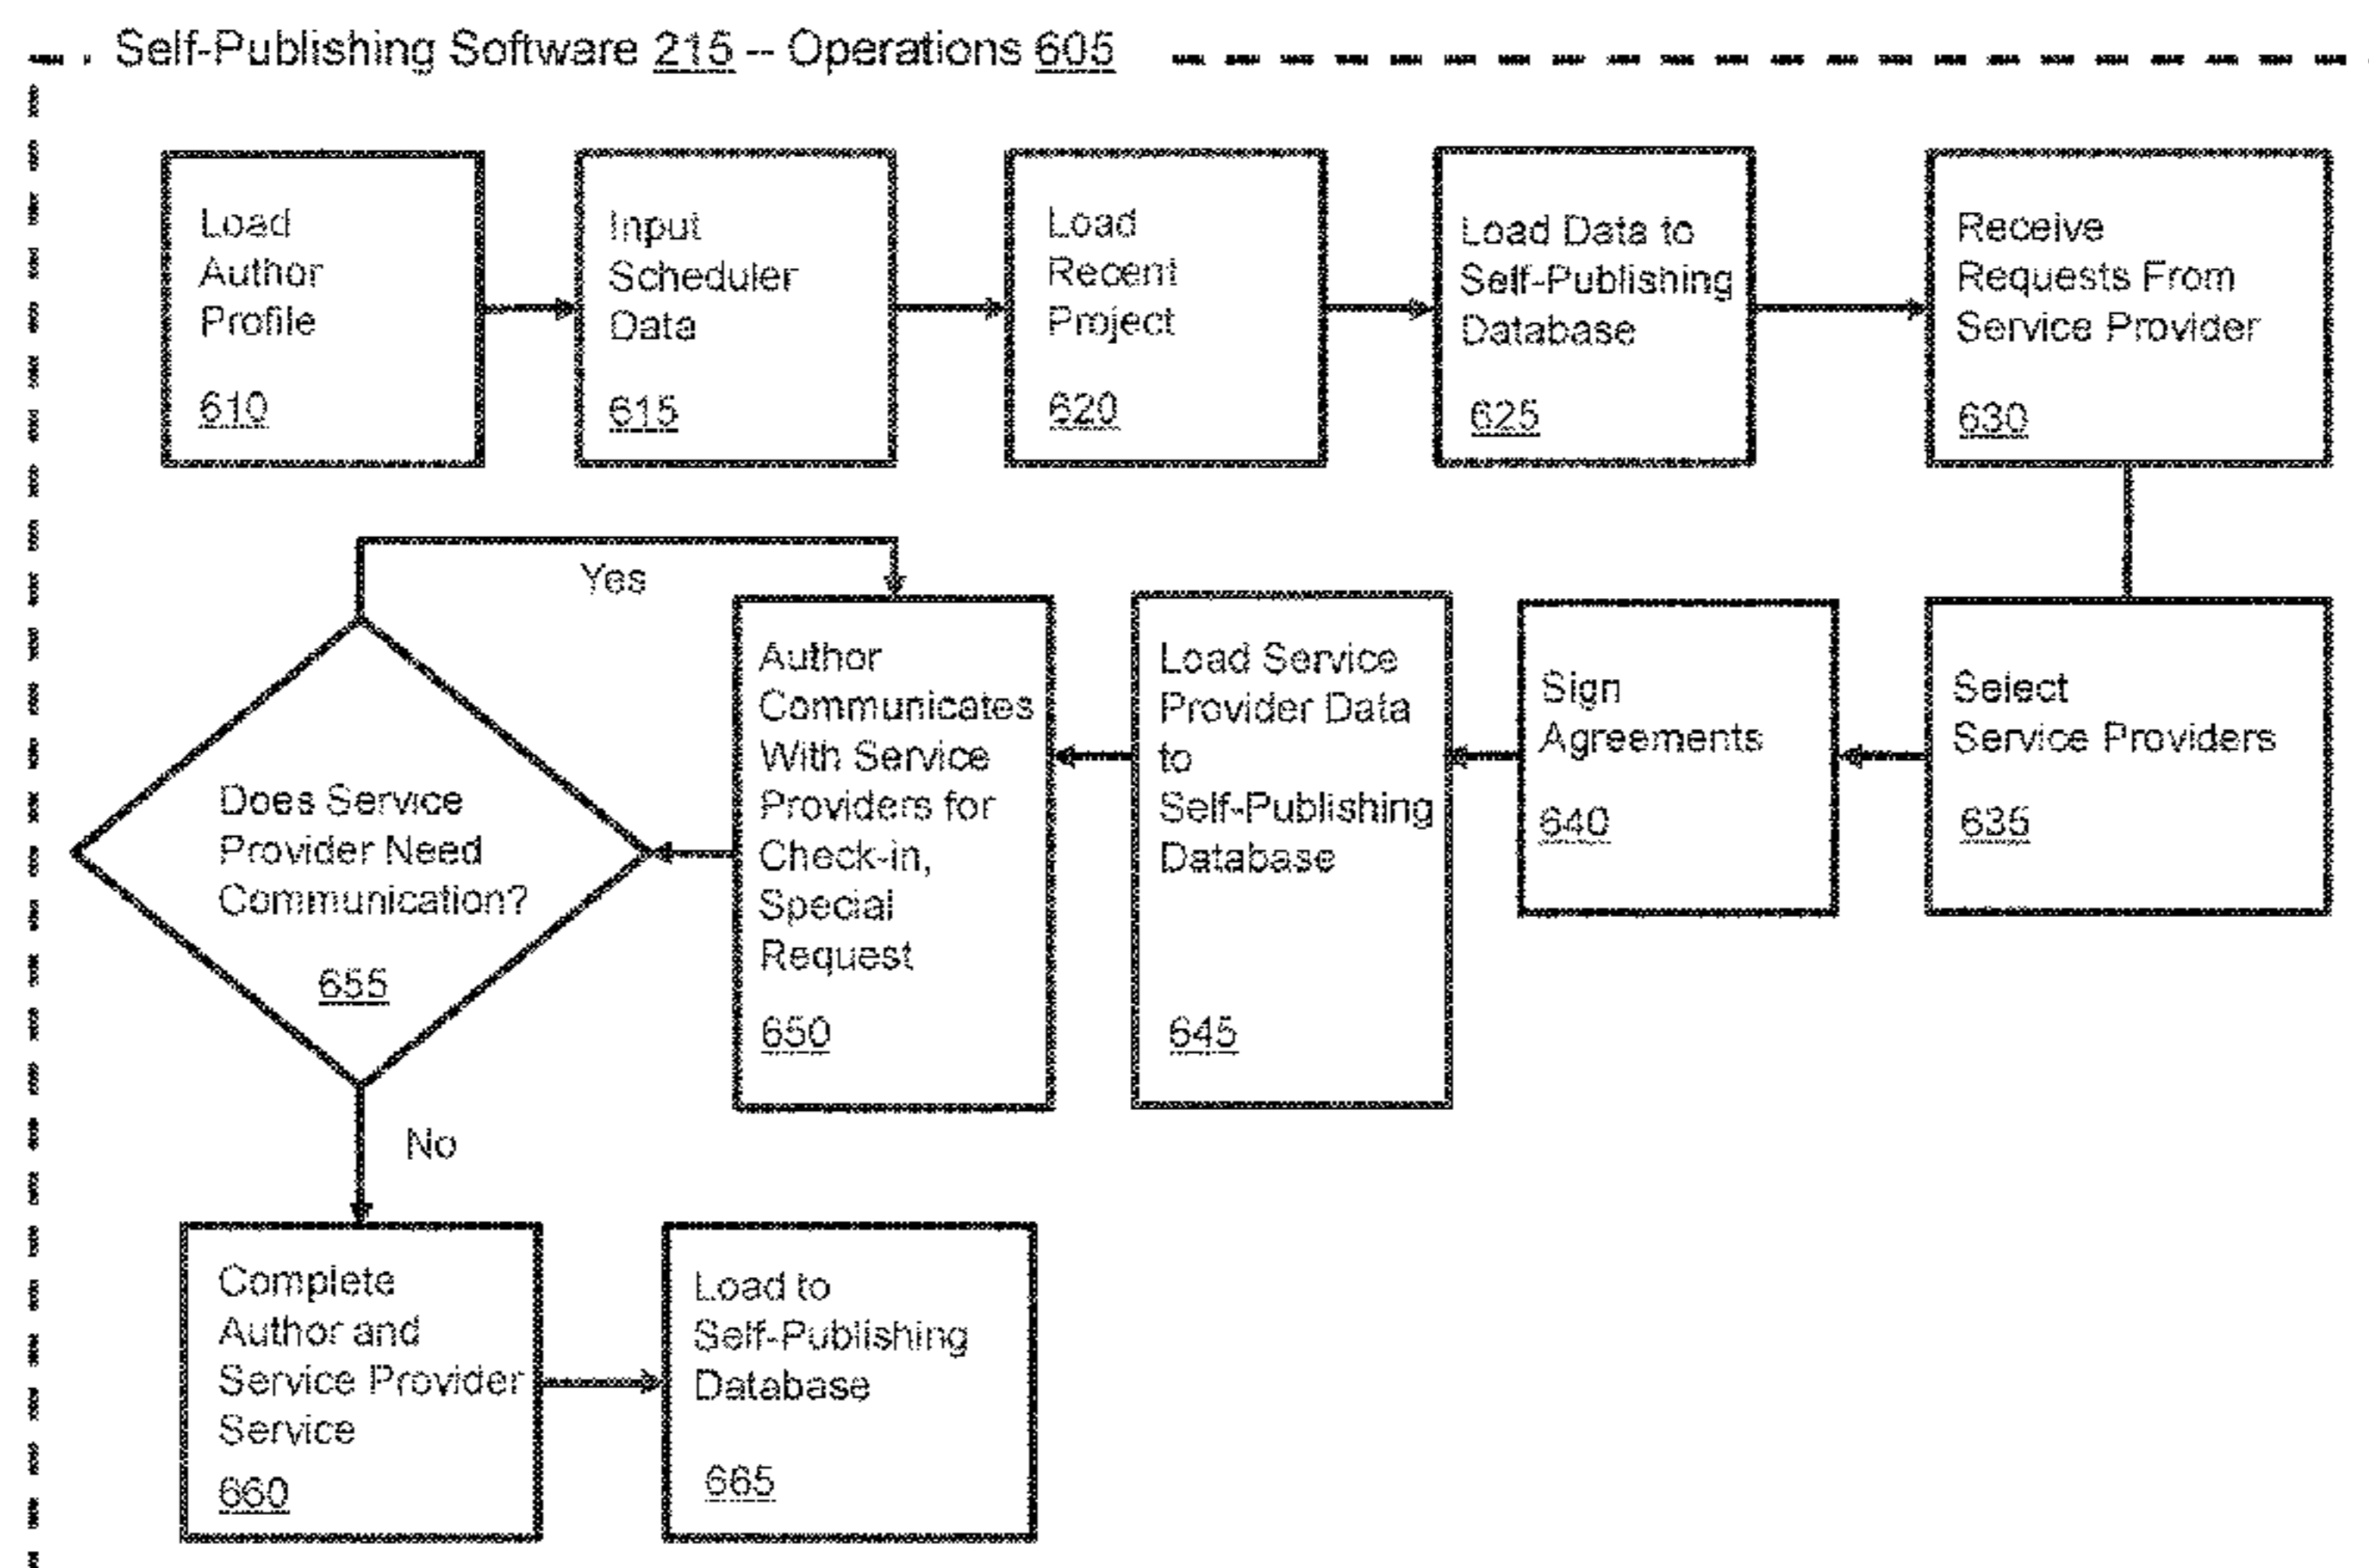 Self-Publishing Software 215 -- Operations 605
Load
Author
Profile
610
Input
Scheduler
Data
615
Load
Recent
Project
620
Load Data to
Self-Publishing
Database
625
Receive
Requests From
Service Provider
630
Select
Service Providers
635
Sign
Agreements
640
Load Service
Provider Data
to
Self-Publishing
Database
645
Author
Communicates
With Service
Providers for
Check-in,
Special
Request
650
Does Service
Provider Need
Communication?
655
Yes
No
Complete
Author and
Service Provider
Service
660
Load to
Self-Publishing
Database
665